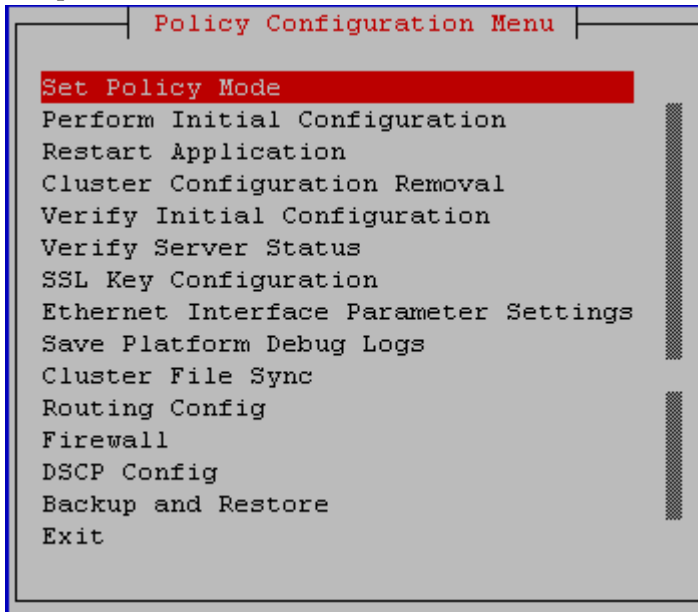 Policy Configuration Menu
Set Policy Mode
Perform Initial Configuration
Restart Application
Cluster Configuration Removal
Verify Initial Configuration
Verify Server Status
SSL Key Configuration
Ethernet Interface Parameter Settings
Save Platform Debug Logs
Cluster File Sync
Routing Config
Firewall
DSCP Config
Backup and Restore
Exit